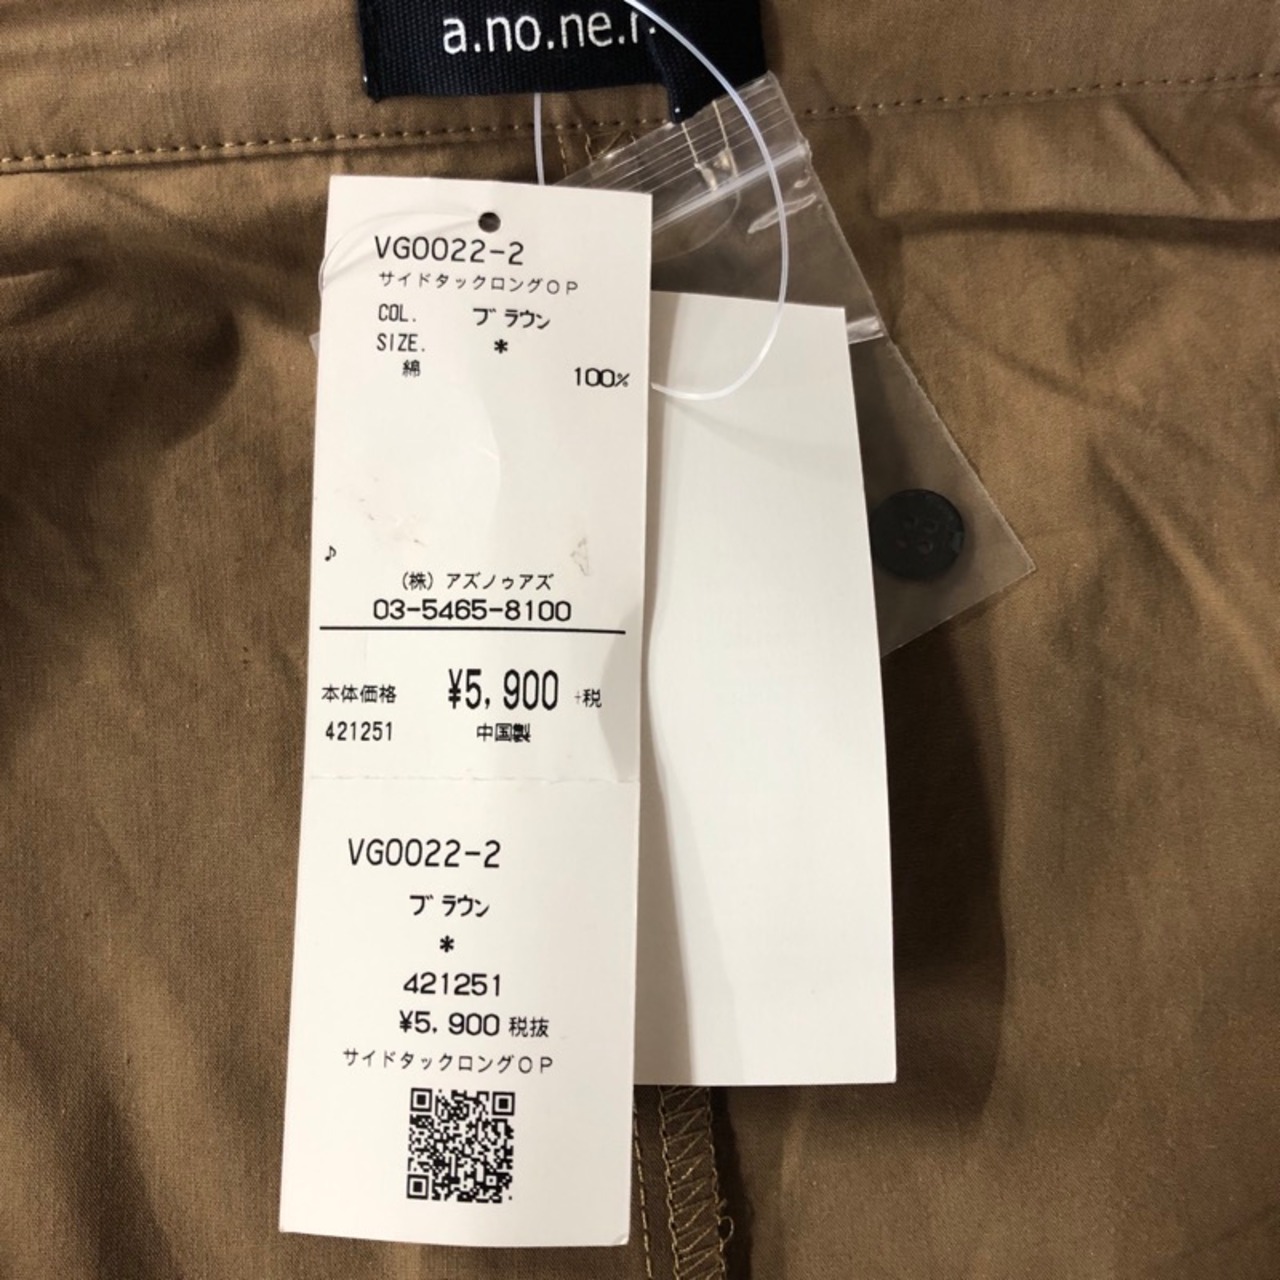 VG0022-2
サイドタックロングOP
COL. ブラウン
SIZE. *
綿 100%
♪
(株) アズノゥアズ
03-5465-8100
本体価格 ¥5,900 +税
421251 中国製
VG0022-2
ブラウン
*
421251
¥5,900 税抜
サイドタックロングOP